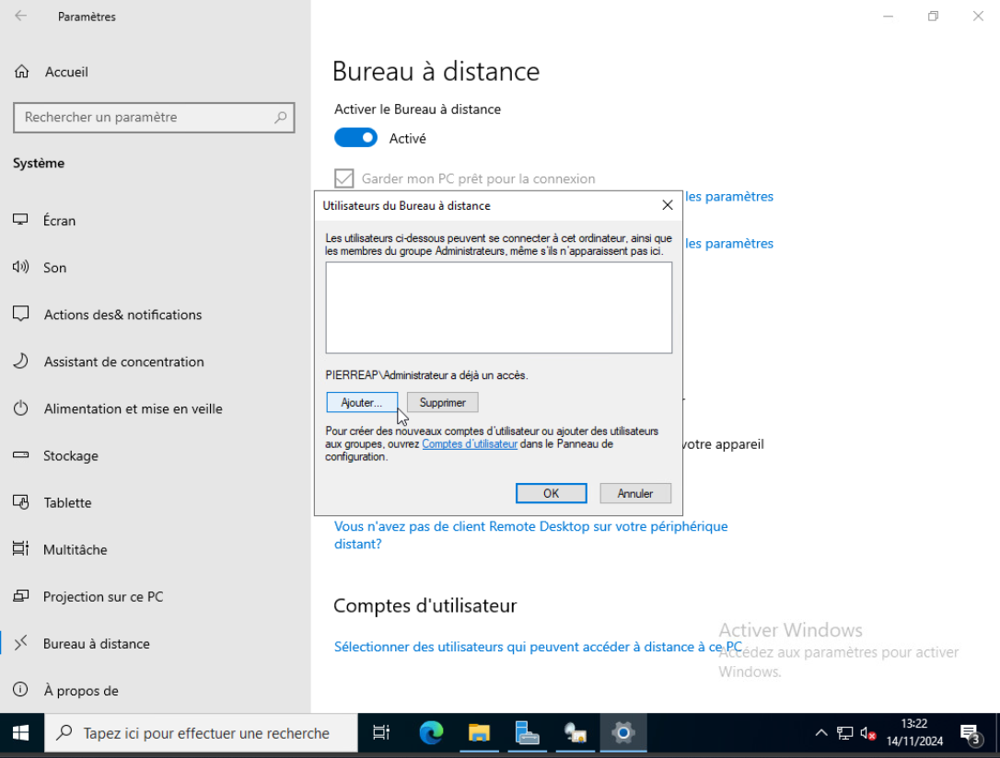 Paramètres
Accueil
Rechercher un paramètre
Système
Écran
Son
Actions des& notifications
Assistant de concentration
Alimentation et mise en veille
Stockage
Tablette
Multitâche
Projection sur ce PC
Bureau à distance
À propos de
Bureau à distance
Activer le Bureau à distance
Activé
Garder mon PC prêt pour la connexion
les paramètres
les paramètres
Utilisateurs du Bureau à distance
Les utilisateurs ci-dessous peuvent se connecter à cet ordinateur, ainsi que
les membres du groupe Administrateurs, même s'ils n'apparaissent pas ici.
PIERREAP\Administrateur a déjà un accès.
Ajouter...
Supprimer
Pour créer des nouveaux comptes d'utilisateur ou ajouter des utilisateurs
aux groupes, ouvrez Comptes d'utilisateur dans le Panneau de
configuration.
OK
Annuler
votre appareil
Vous n'avez pas de client Remote Desktop sur votre périphérique
distant?
Comptes d'utilisateur
Sélectionner des utilisateurs qui peuvent accéder à distance à ce PC
Activer Windows
Accédez aux paramètres pour activer
Windows.
Tapez ici pour effectuer une recherche
13:22
14/11/2024
3